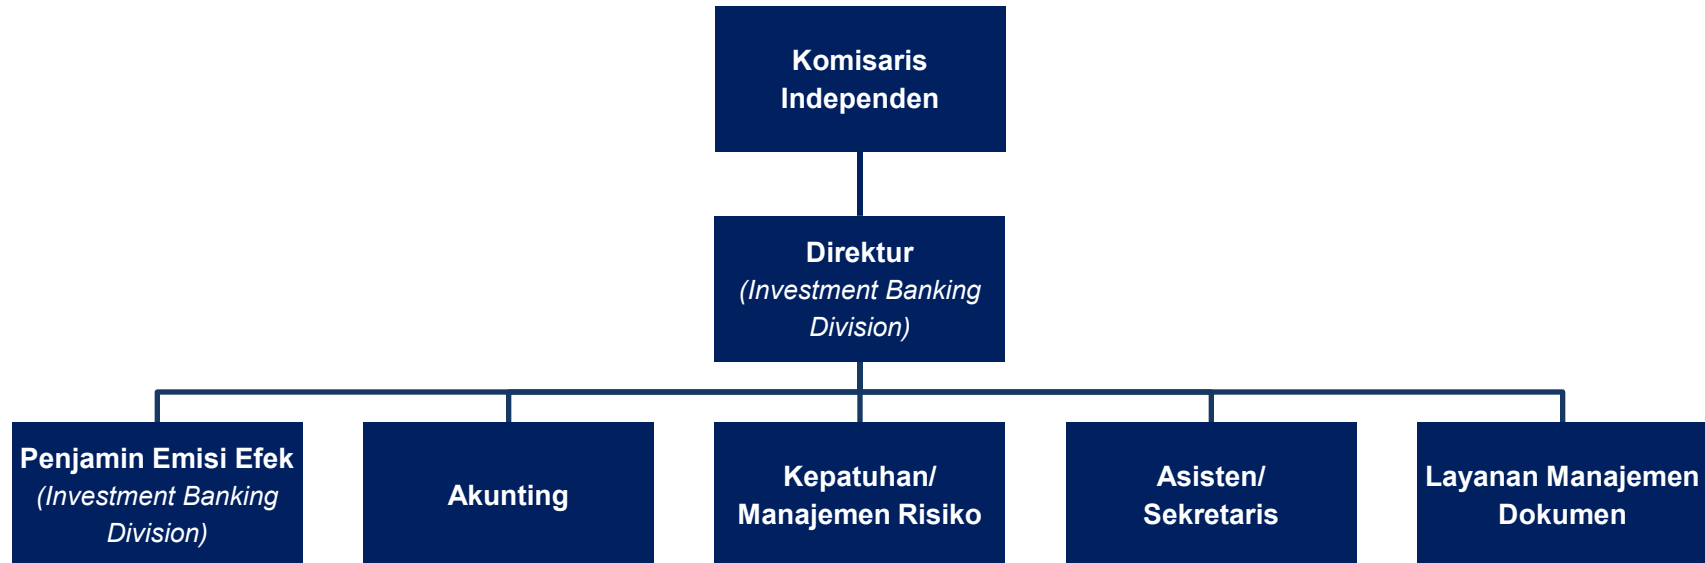 Komisaris
Independen
Direktur
(Investment Banking
Division)
Penjamin Emisi Efek
(Investment Banking
Division)
Akunting
Kepatuhan/
Manajemen Risiko
Asisten/
Sekretaris
Layanan Manajemen
Dokumen